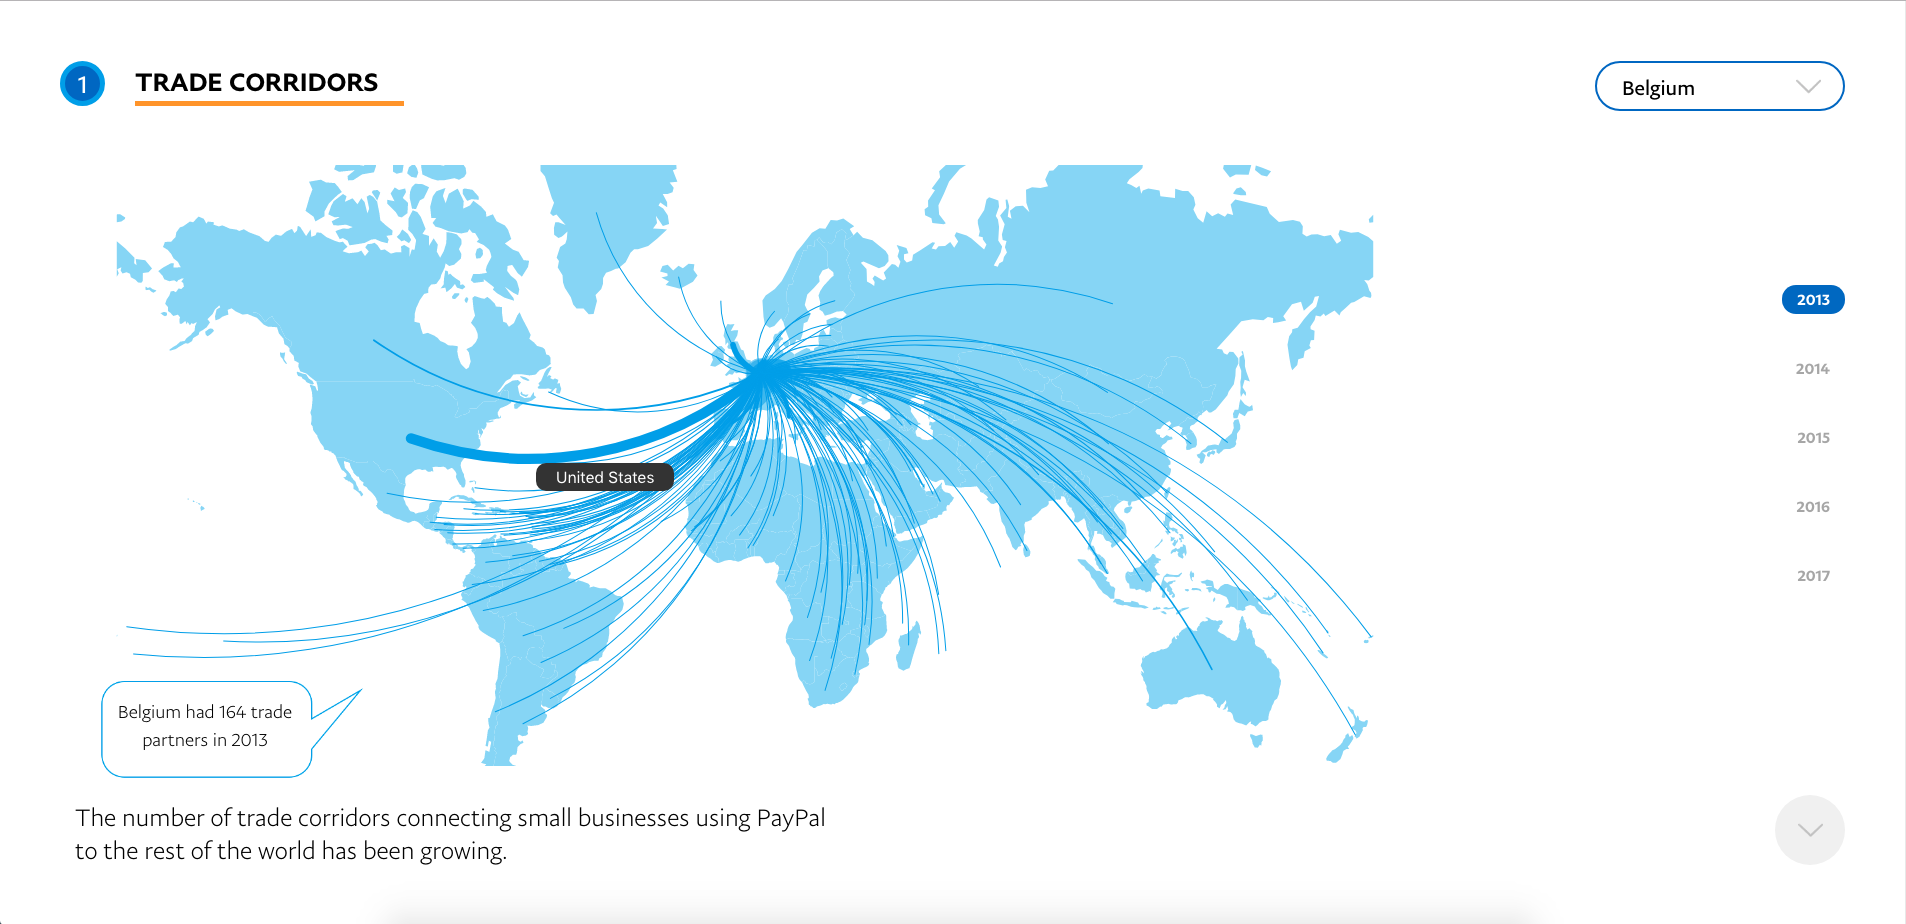 1
TRADE CORRIDORS
Belgium
2013
2014
2015
2016
2017
United States
Belgium had 164 trade
partners in 2013
The number of trade corridors connecting small businesses using PayPal
to the rest of the world has been growing.